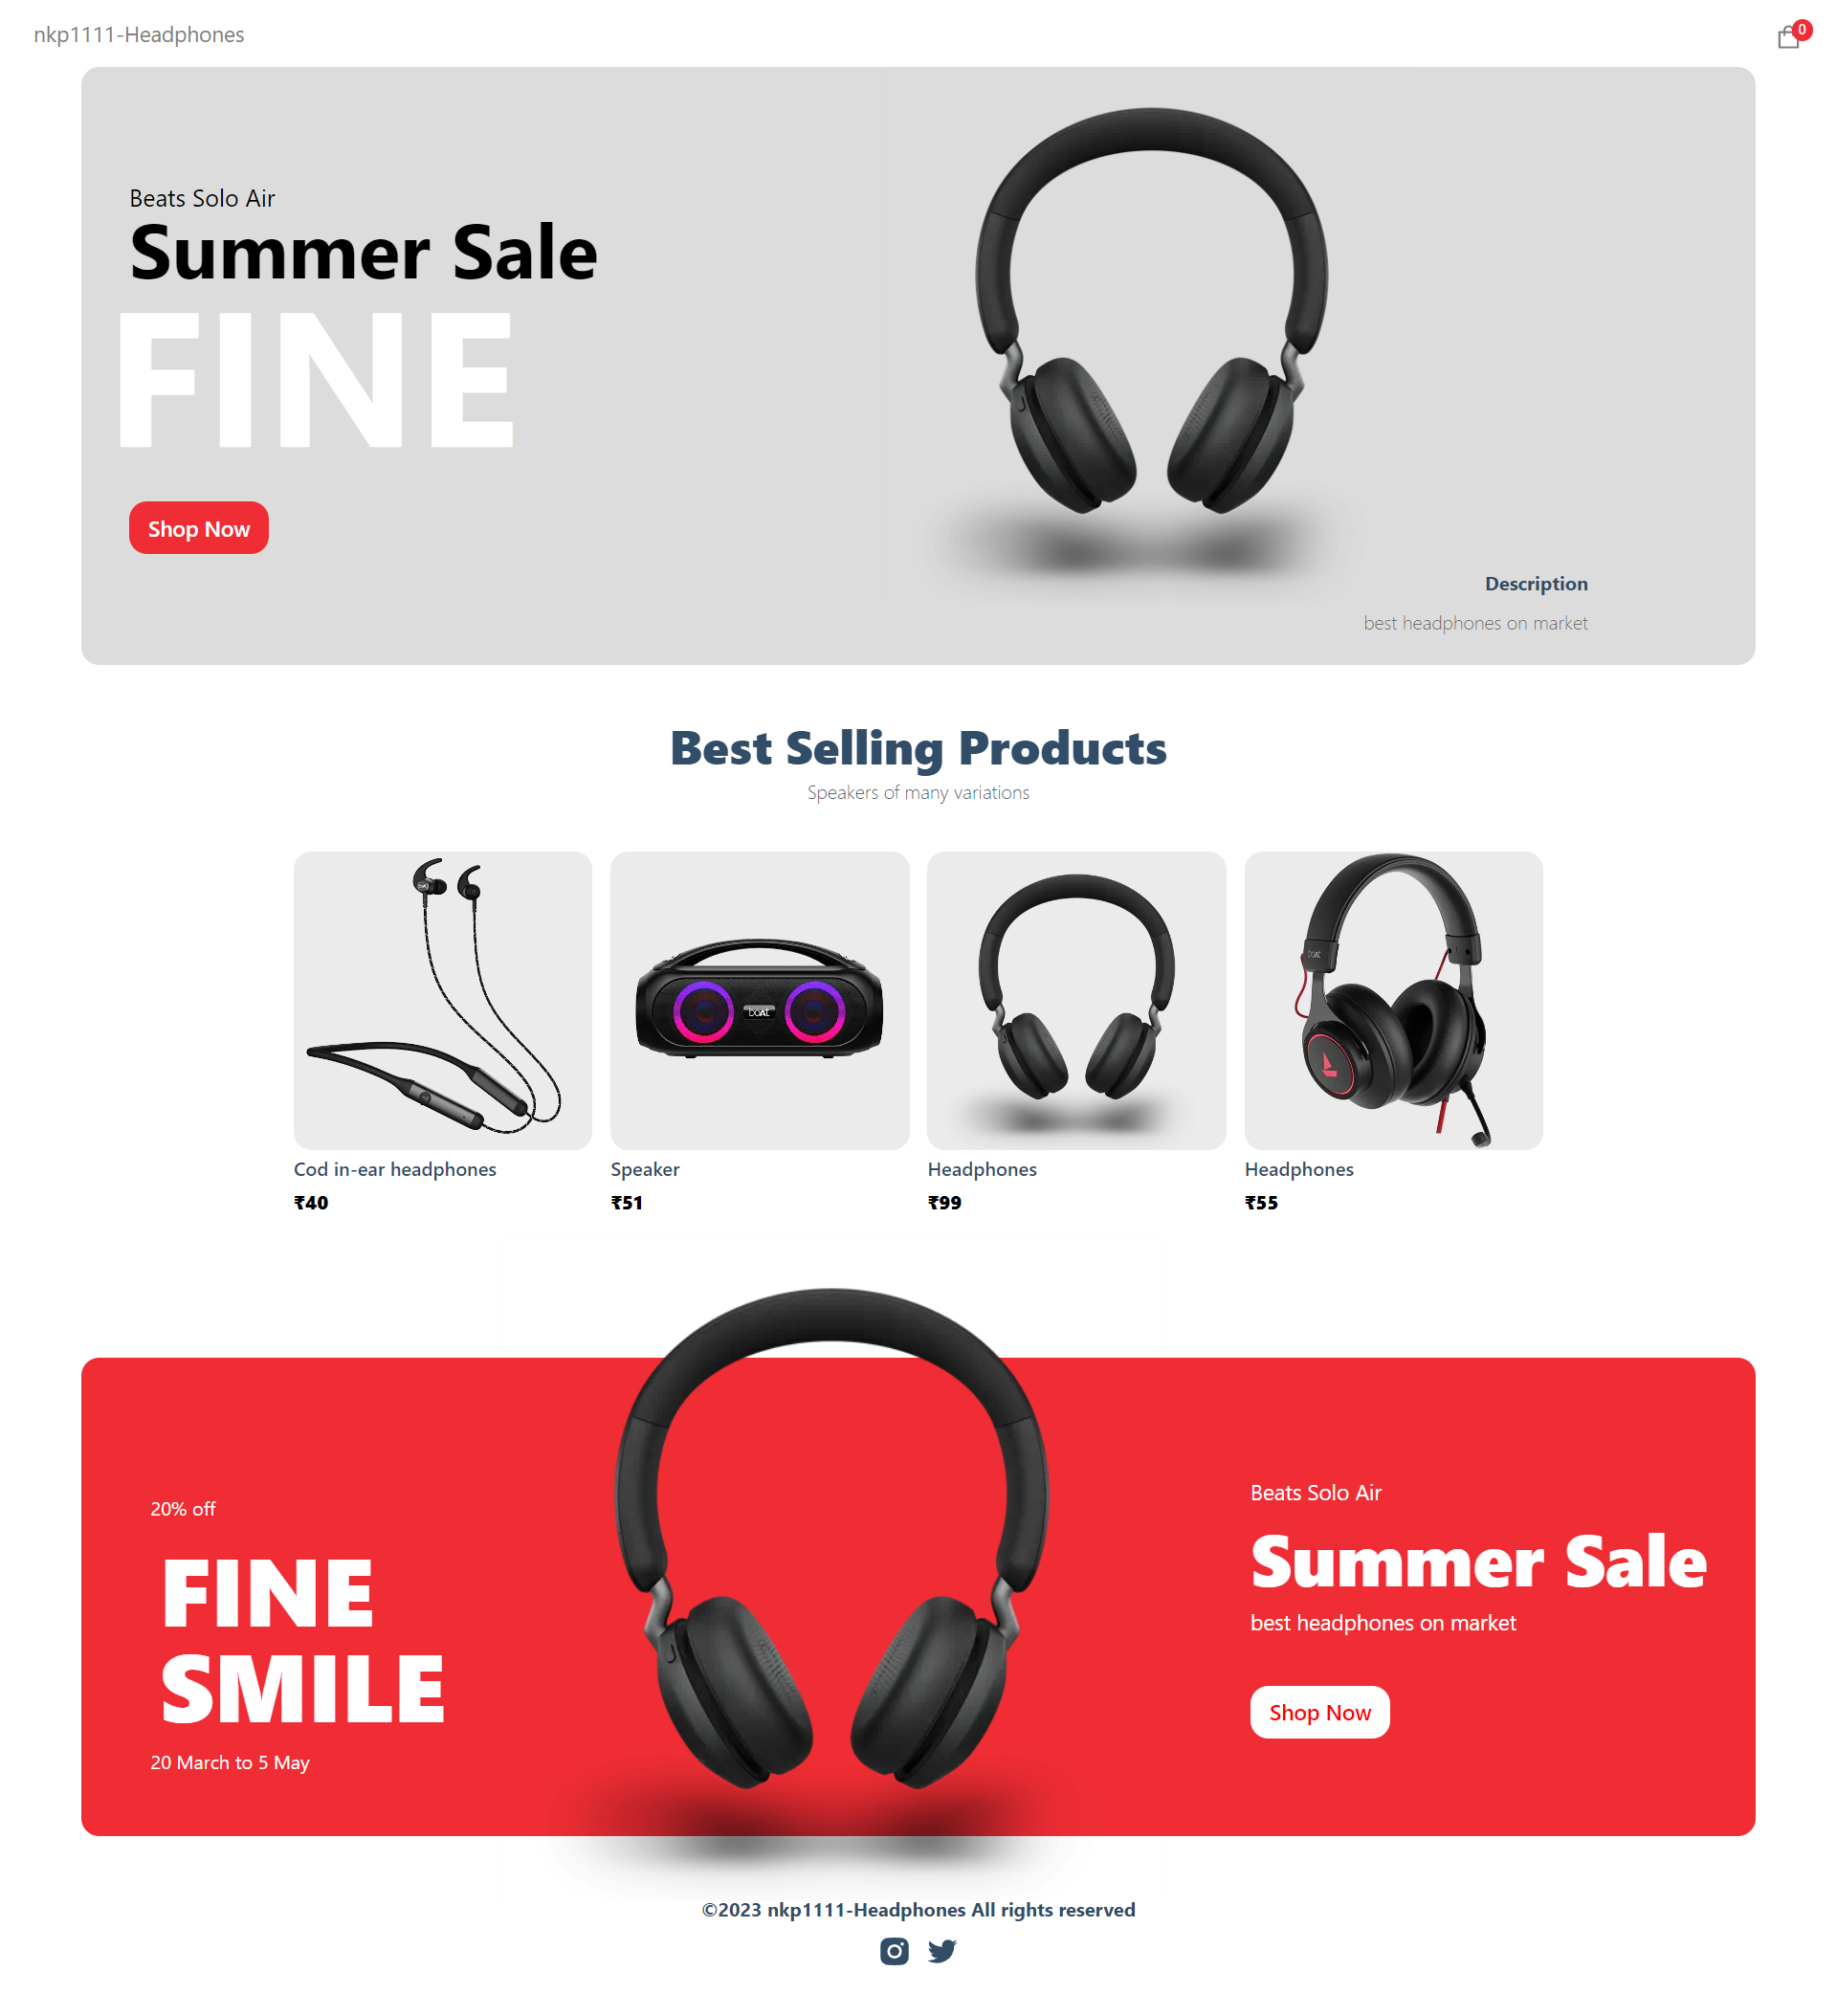 nkp1111-Headphones
0
Beats Solo Air
Summer Sale
FINE
Shop Now
Description
best headphones on market
Best Selling Products
Speakers of many variations
boAt
boAt
Cod in-ear headphones
Speaker
Headphones
Headphones
₹40
₹51
₹99
₹55
20% off
FINE
SMILE
20 March to 5 May
Beats Solo Air
Summer Sale
best headphones on market
Shop Now
©2023 nkp1111-Headphones All rights reserved